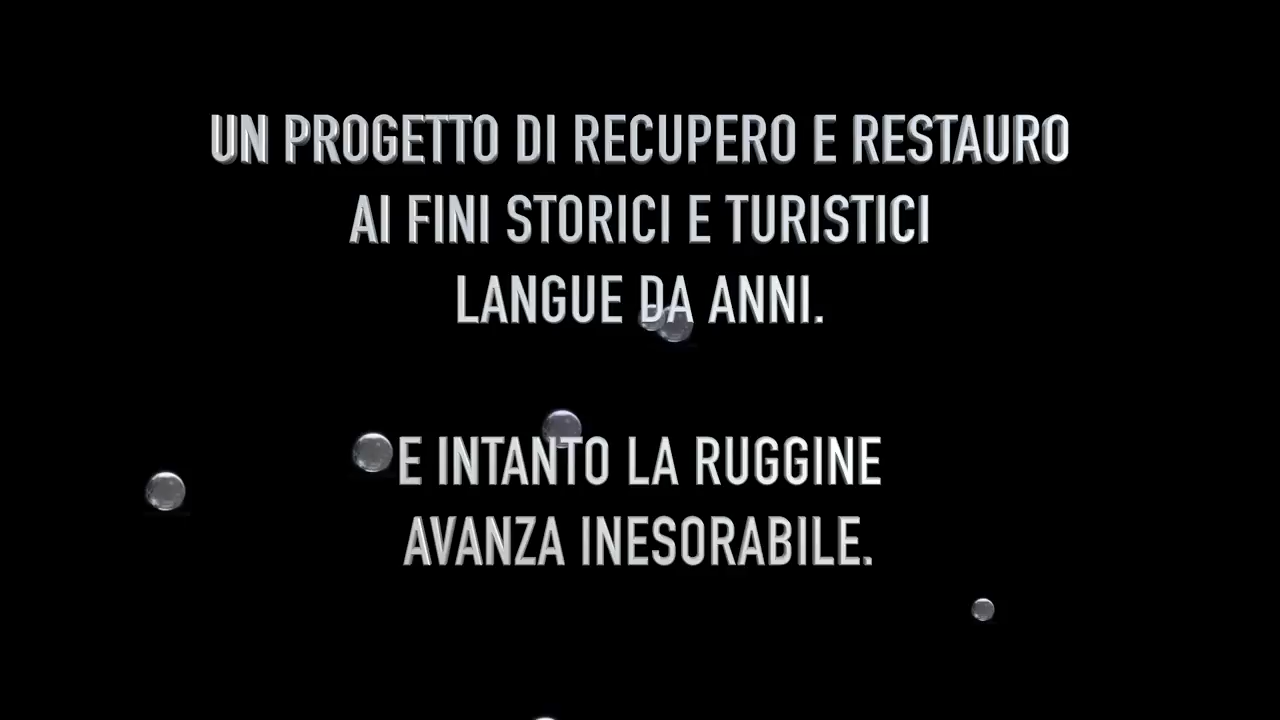 UN PROGETTO DI RECUPERO E RESTAURO
AI FINI STORICI E TURISTICI
LANGUE DA ANNI.
E INTANTO LA RUGGINE
AVANZA INESORABILE.